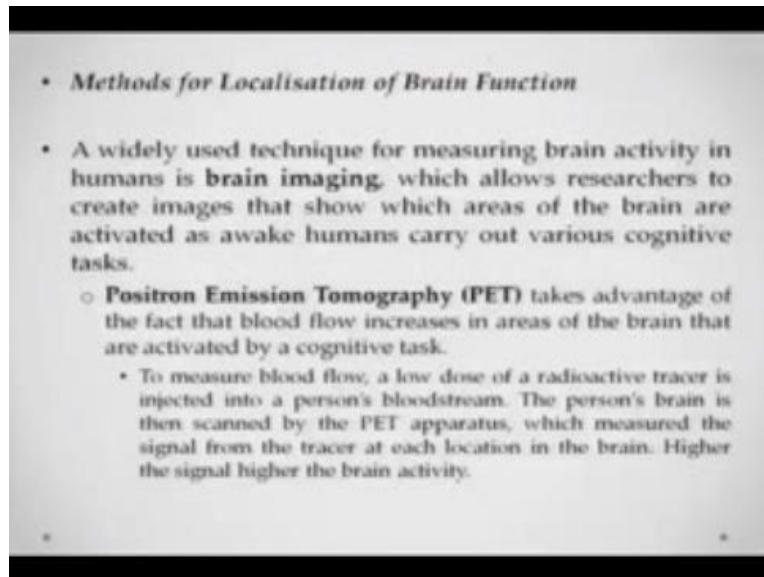 • Methods for Localisation of Brain Function
• A widely used technique for measuring brain activity in
humans is brain imaging, which allows researchers to
create images that show which areas of the brain are
activated as awake humans carry out various cognitive
tasks.
o Positron Emission Tomography (PET) takes advantage of
the fact that blood flow increases in areas of the brain that
are activated by a cognitive task.
• To measure blood flow, a low dose of a radioactive tracer is
injected into a person's bloodstream. The person's brain is
then scanned by the PET apparatus, which measured the
signal from the tracer at each location in the brain. Higher
the signal higher the brain activity.